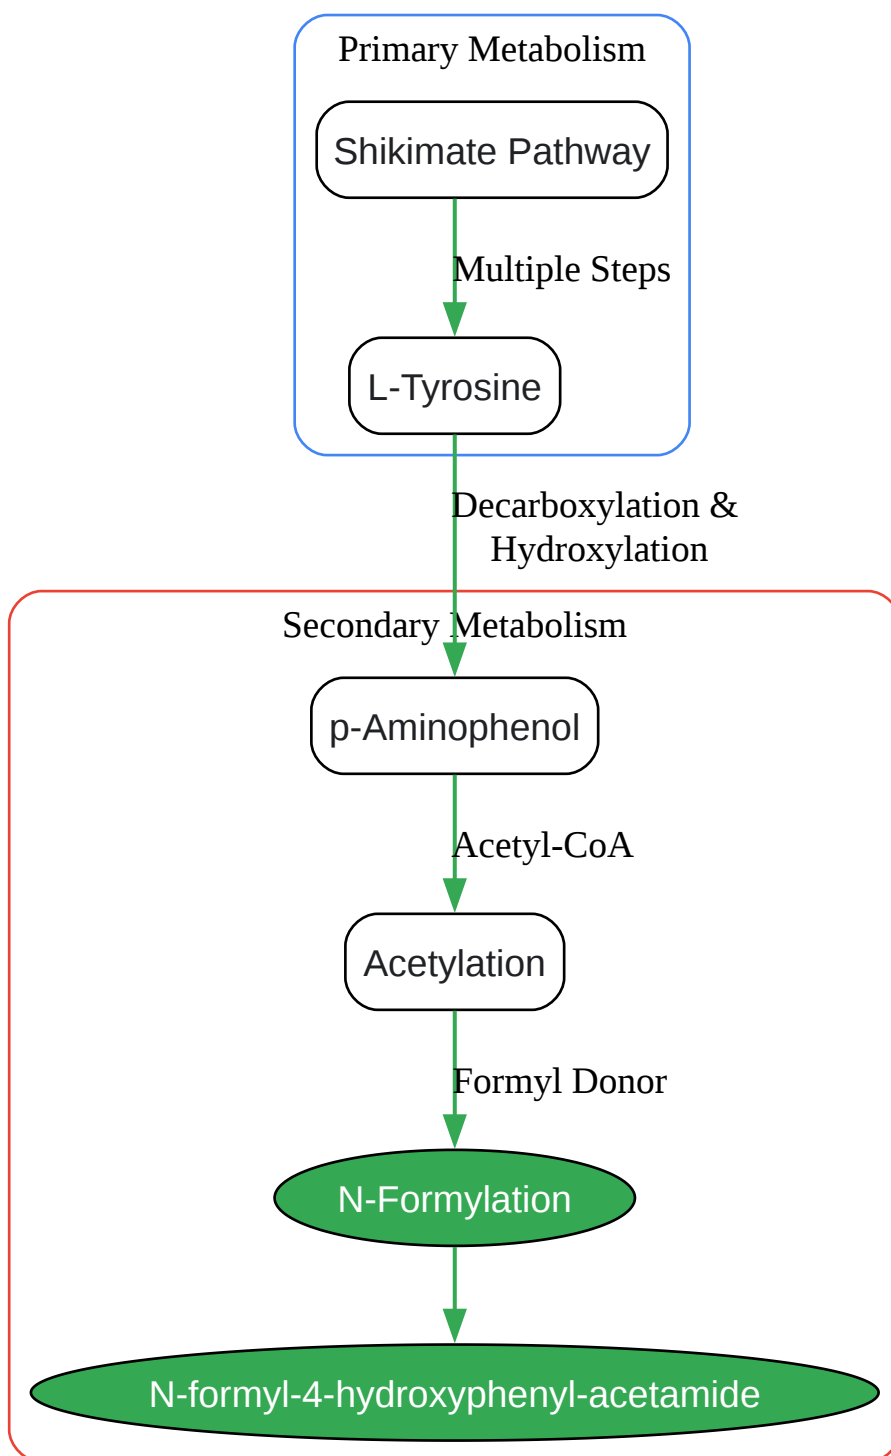 Primary Metabolism
Shikimate Pathway
Multiple Steps
L-Tyrosine
Decarboxylation &
Hydroxylation
Secondary Metabolism
p-Aminophenol
Acetyl-CoA
Acetylation
Formyl Donor
N-Formylation
N-formyl-4-hydroxyphenyl-acetamide